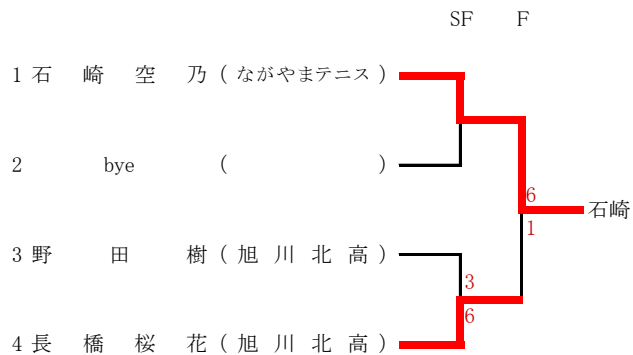 SF F
1 石崎空乃(ながやまテニス)
2 bye ( )
6
石崎
1
3 野田樹(旭川北高)
3
6
4 長橋桜花(旭川北高)